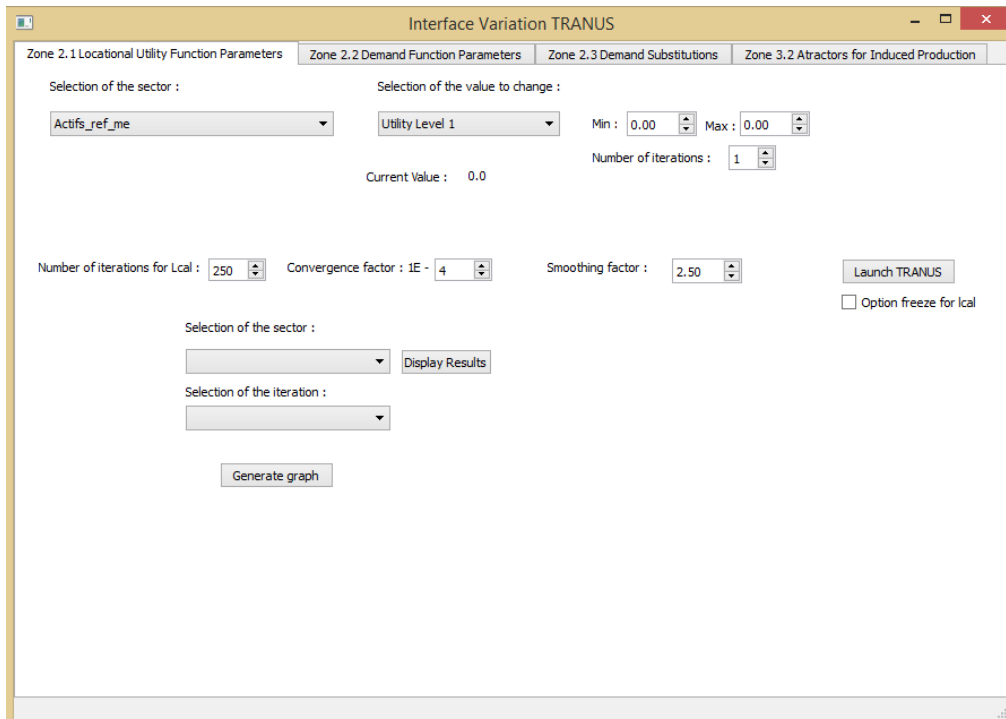 Interface Variation TRANUS
Zone 2.1 Locational Utility Function Parameters
Zone 2.2 Demand Function Parameters
Zone 2.3 Demand Substitutions
Zone 3.2 Atractors for Induced Production
Selection of the sector :
Selection of the value to change :
Actifs_ref_me
Utility Level 1
Min : 0.00
Max : 0.00
Number of iterations : 1
Current Value : 0.0
Number of iterations for Lcal : 250
Convergence factor : 1E - 4
Smoothing factor : 2.50
Launch TRANUS
Option freeze for lcal
Selection of the sector :
Display Results
Selection of the iteration :
Generate graph